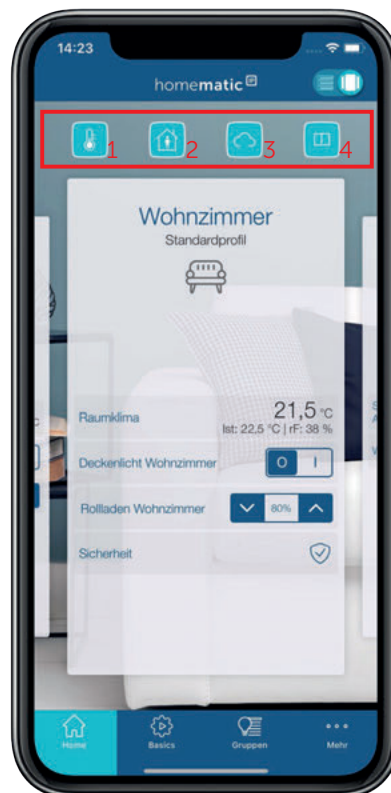 14:23
homematic IP
1 2 3 4
Wohnzimmer
Standardprofil
Raumklima 21,5 °C
Ist: 22,5 °C | rF: 38 %
Deckenlicht Wohnzimmer O I
Rollladen Wohnzimmer 80%
Sicherheit
Home Basics Gruppen Mehr